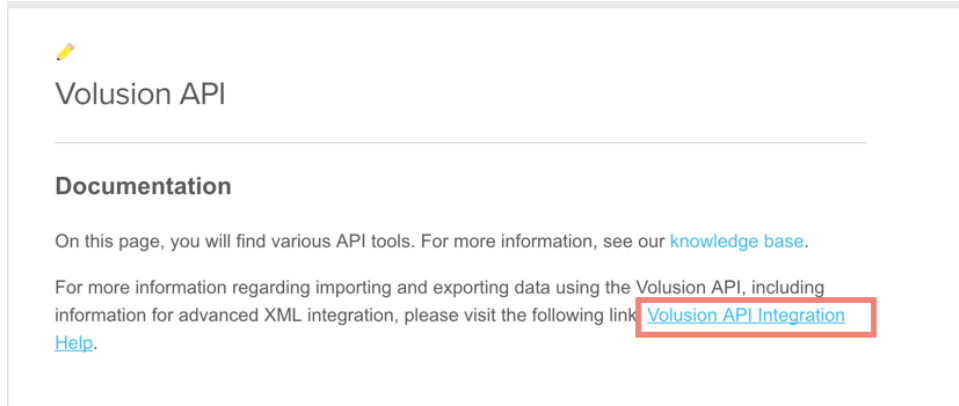 Volusion API
Documentation
On this page, you will find various API tools. For more information, see our knowledge base.
For more information regarding importing and exporting data using the Volusion API, including
information for advanced XML integration, please visit the following link Volusion API Integration
Help.